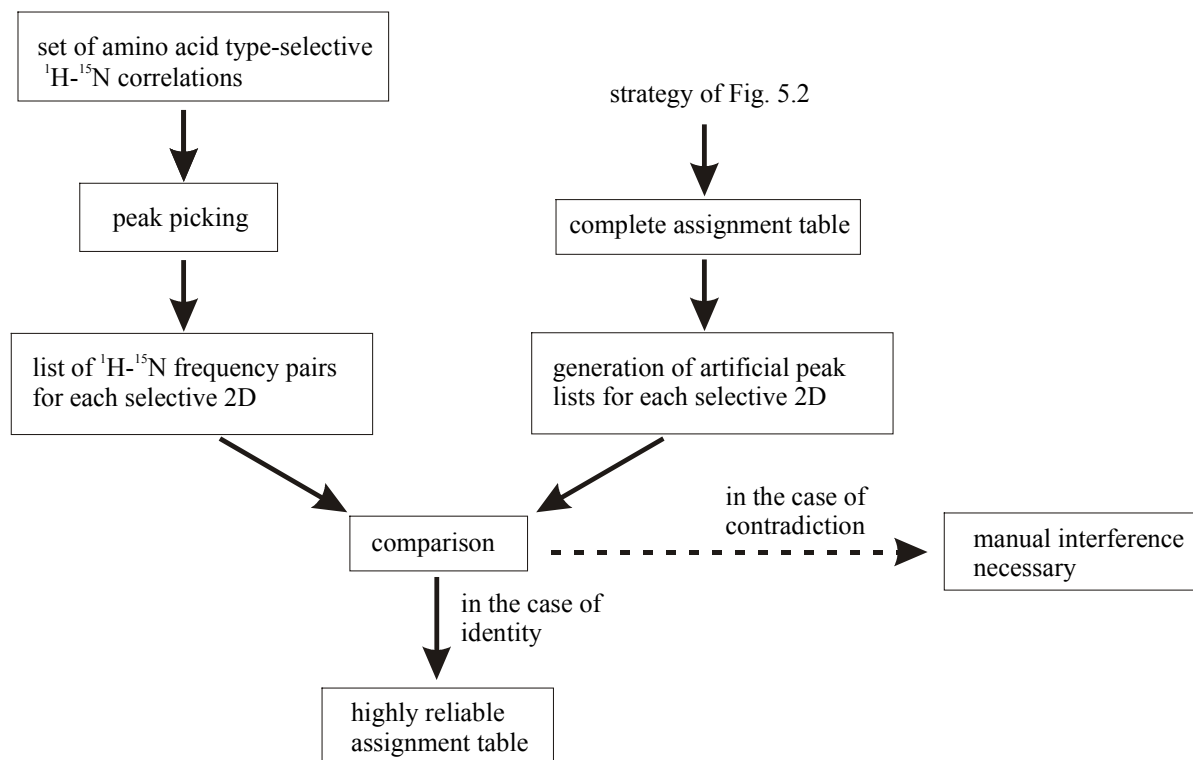 set of amino acid type-selective
¹H-¹⁵N correlations
strategy of Fig. 5.2
peak picking
complete assignment table
list of ¹H-¹⁵N frequency pairs
for each selective 2D
generation of artificial peak
lists for each selective 2D
comparison
in the case of
contradiction
manual interference
necessary
in the case of
identity
highly reliable
assignment table